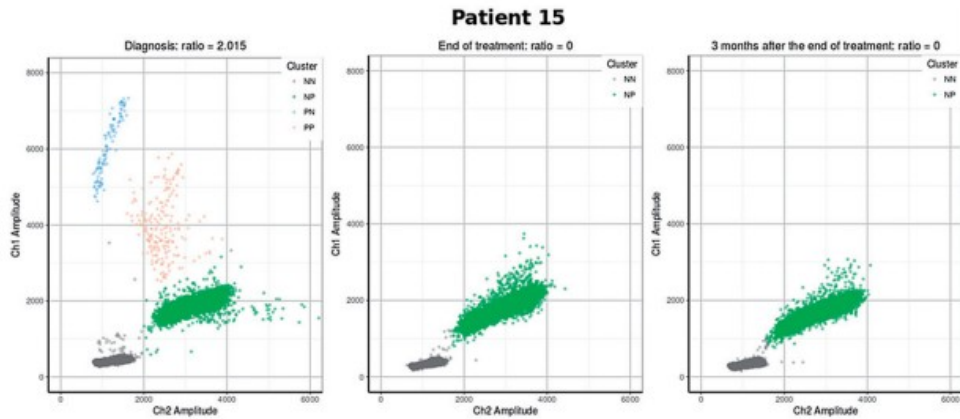 Patient 15
Diagnosis: ratio = 2.015
Cluster
NN
NP
PN
PP
8000
6000
4000
2000
0
Ch1 Amplitude
0
2000
4000
6000
Ch2 Amplitude
End of treatment: ratio = 0
Cluster
NN
NP
8000
6000
4000
2000
0
Ch1 Amplitude
0
2000
4000
6000
Ch2 Amplitude
3 months after the end of treatment: ratio = 0
Cluster
NN
NP
8000
6000
4000
2000
0
Ch1 Amplitude
0
2000
4000
6000
Ch2 Amplitude